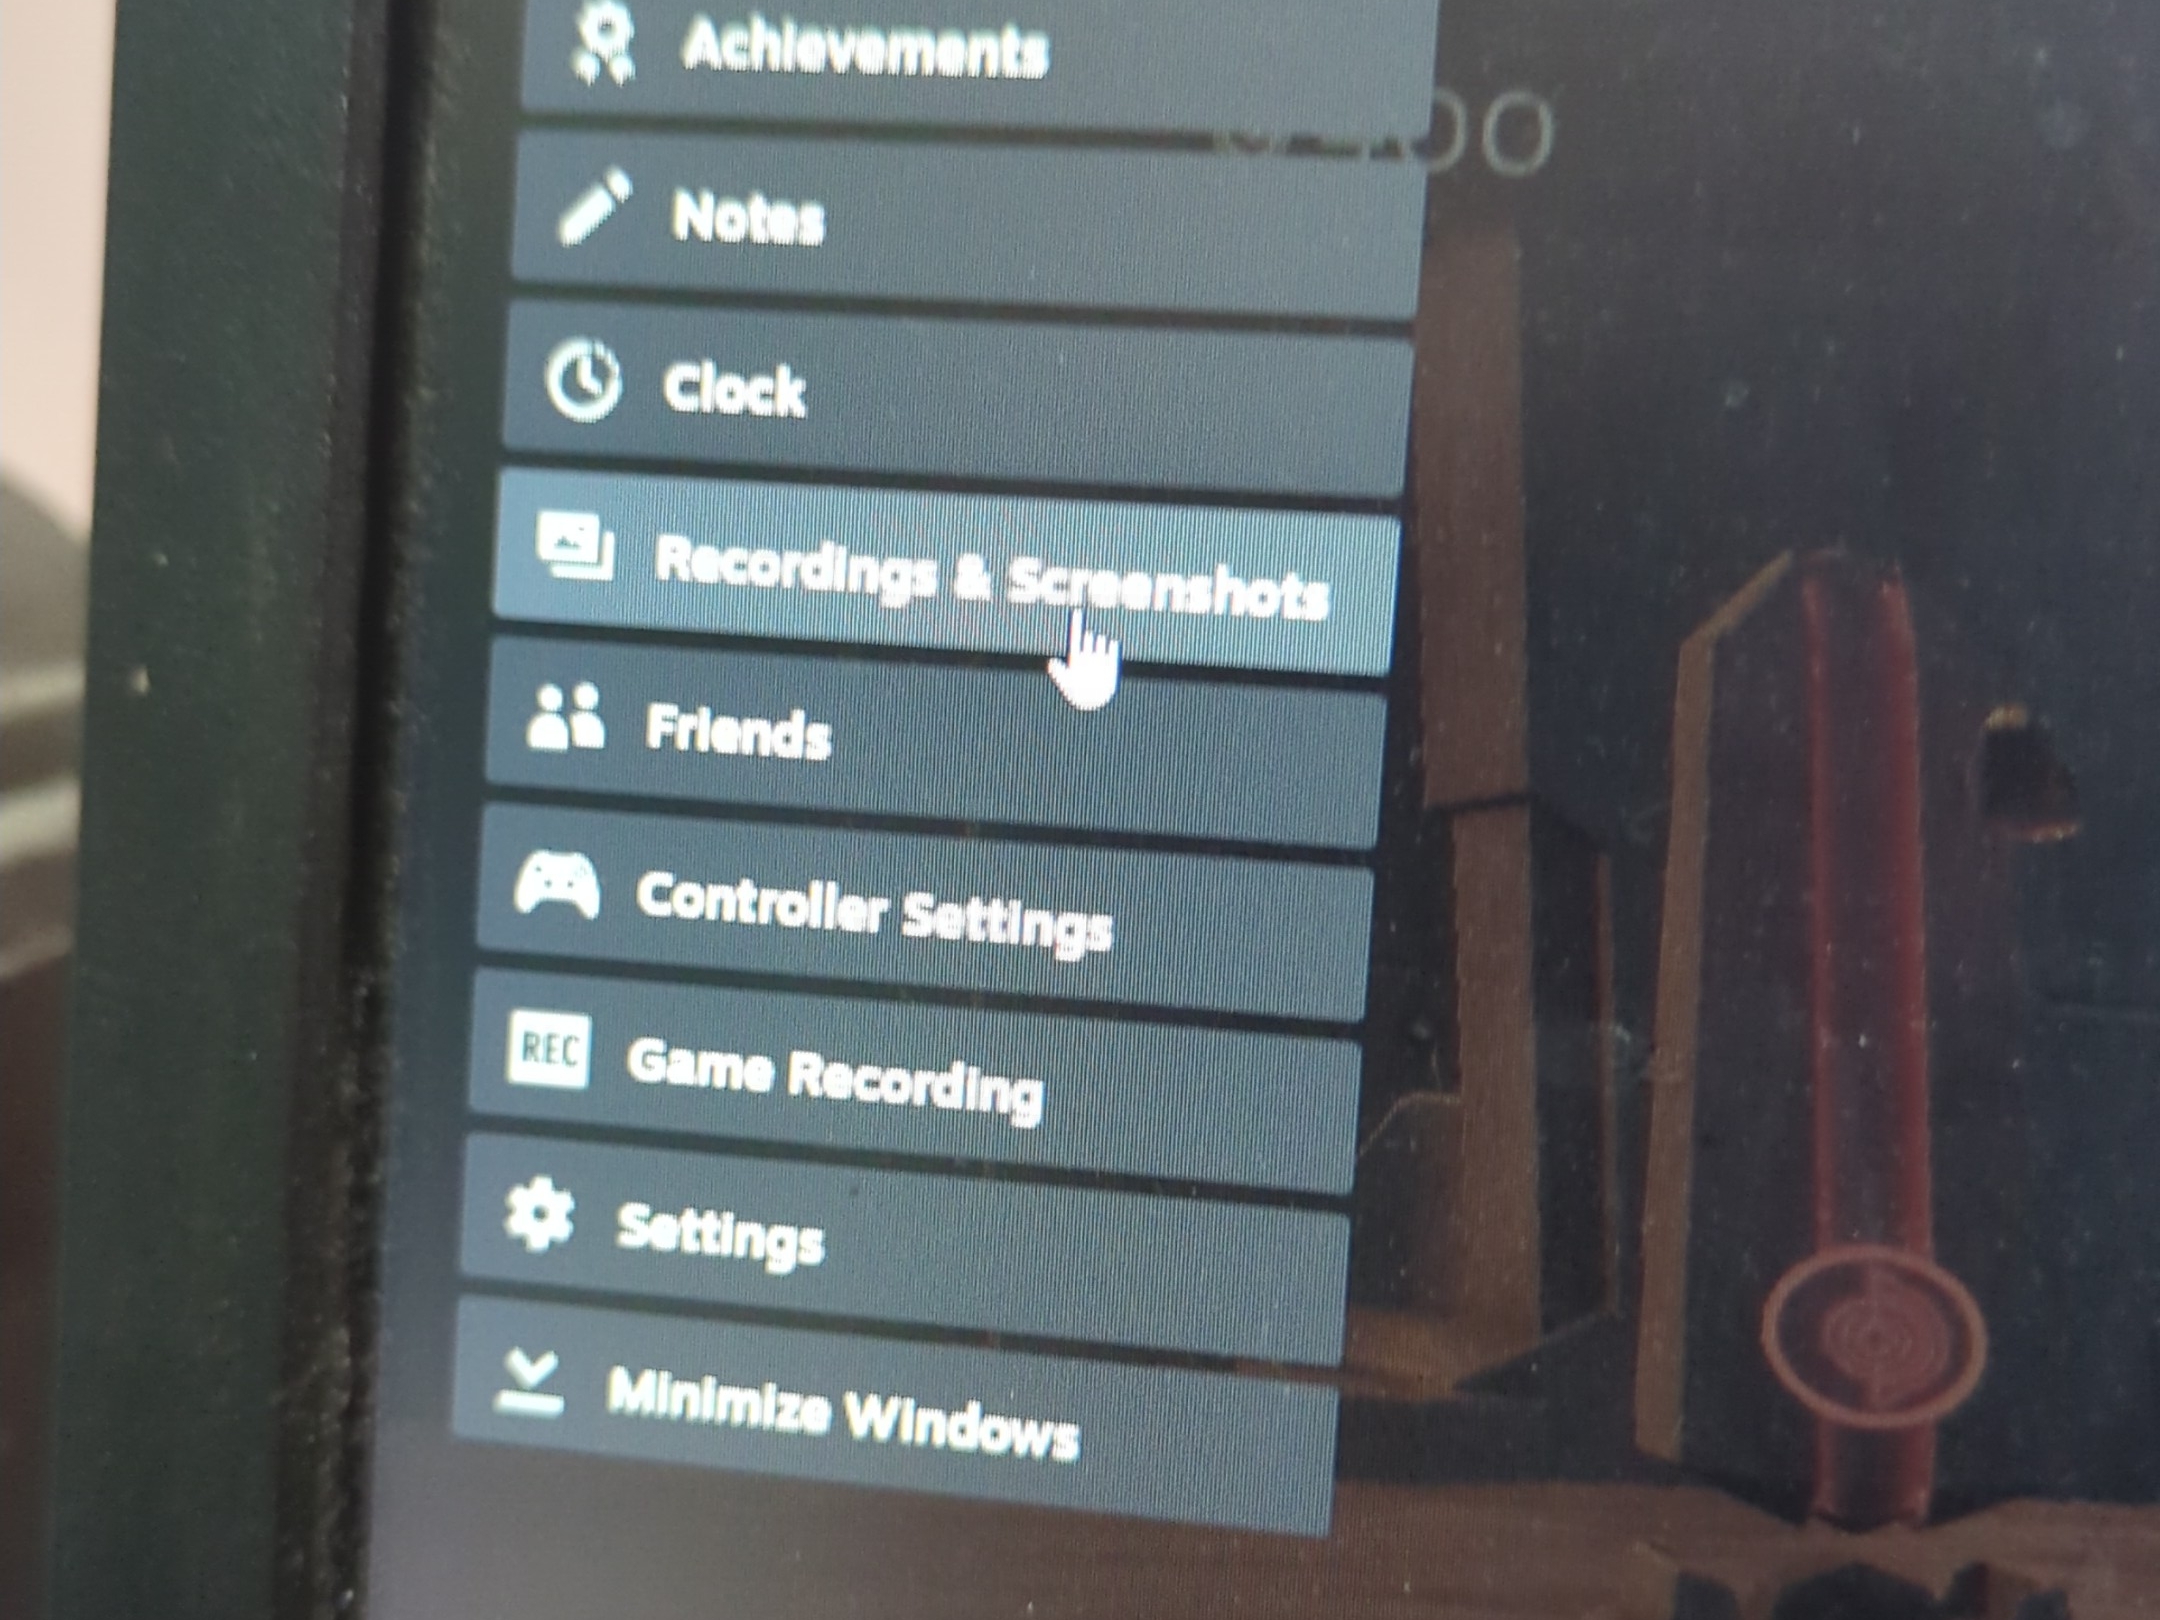 Achievements
Notes
Clock
Recordings & Screenshots
Friends
Controller Settings
REC Game Recording
Settings
Minimize Windows